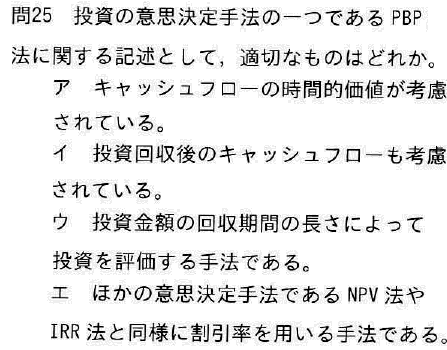 問25 投資の意思決定手法の一つであるPBP
法に関する記述として，適切なものはどれか。
ア キャッシュフローの時間的価値が考慮
されている。
イ 投資回収後のキャッシュフローも考慮
されている。
ウ 投資金額の回収期間の長さによって
投資を評価する手法である。
エ ほかの意思決定手法であるNPV法や
IRR法と同様に割引率を用いる手法である。